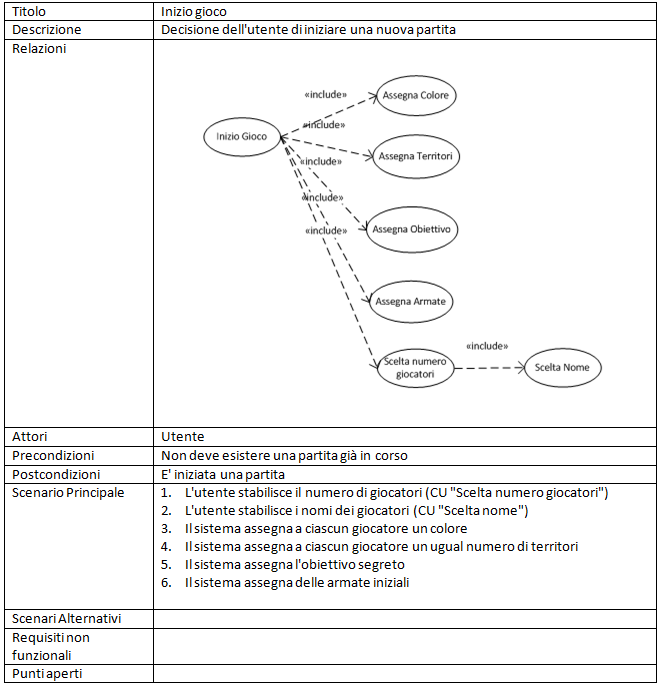 Titolo Inizio gioco
Descrizione Decisione dell'utente di iniziare una nuova partita
Relazioni
«include» Assegna Colore
Inizio Gioco «include»
Assegna Territori
«include»
«include»
Assegna Obiettivo
«include»
Assegna Armate
«include»
Scelta numero
giocatori
Scelta Nome
Attori Utente
Precondizioni Non deve esistere una partita già in corso
Postcondizioni E' iniziata una partita
Scenario Principale 1. L'utente stabilisce il numero di giocatori (CU "Scelta numero giocatori")
2. L'utente stabilisce i nomi dei giocatori (CU "Scelta nome")
3. Il sistema assegna a ciascun giocatore un colore
4. Il sistema assegna a ciascun giocatore un ugual numero di territori
5. Il sistema assegna l'obiettivo segreto
6. Il sistema assegna delle armate iniziali
Scenari Alternativi
Requisiti non
funzionali
Punti aperti